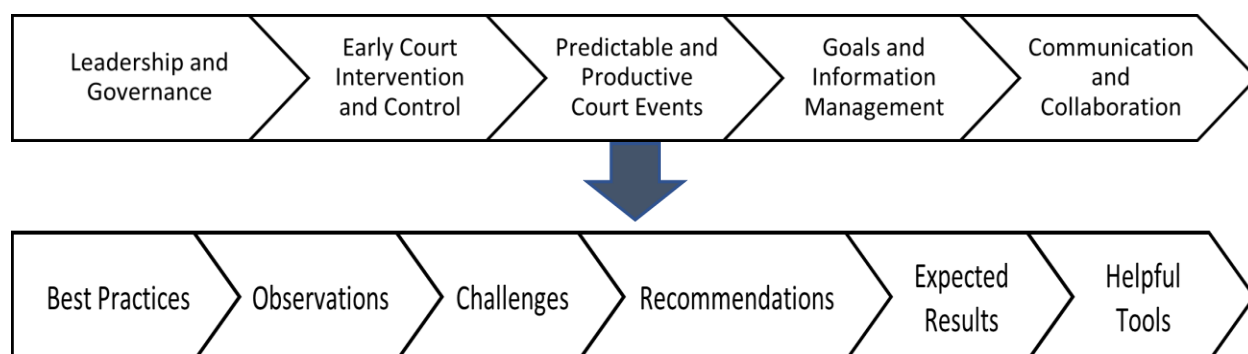 Leadership and
Governance
Early Court
Intervention
and Control
Predictable and
Productive
Court Events
Goals and
Information
Management
Communication
and
Collaboration
Best Practices
Observations
Challenges
Recommendations
Expected
Results
Helpful
Tools